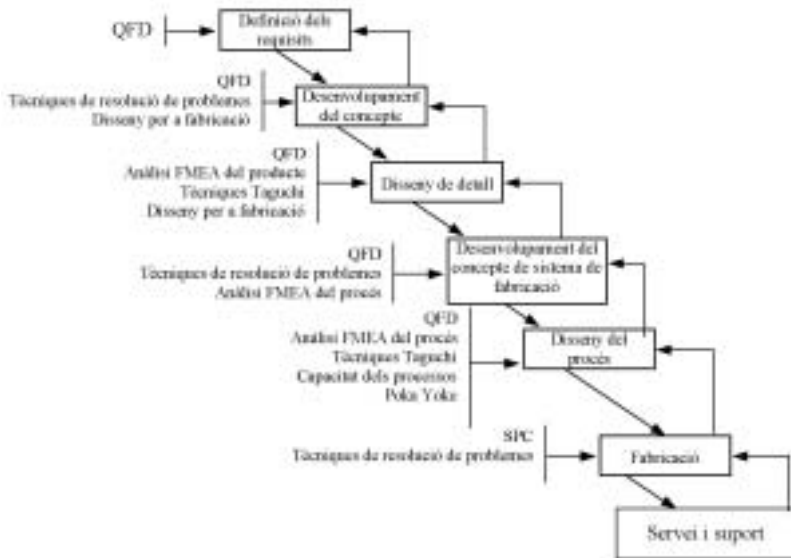 QFD
Definició dels
requisits
QFD
Tècniques de resolució de problemes
Disseny per a fabricació
Desenvolupament
del concepte
QFD
Anàlisi FMEA del producte
Tècniques Taguchi
Disseny per a fabricació
Disseny de detall
QFD
Tècniques de resolució de problemes
Anàlisi FMEA del procés
Desenvolupament del
concepte de sistema de
fabricació
QFD
Anàlisi FMEA del procés
Tècniques Taguchi
Capacitat dels processos
Poka Yoke
Disseny del
procés
SPC
Tècniques de resolució de problemes
Fabricació
Servei i suport